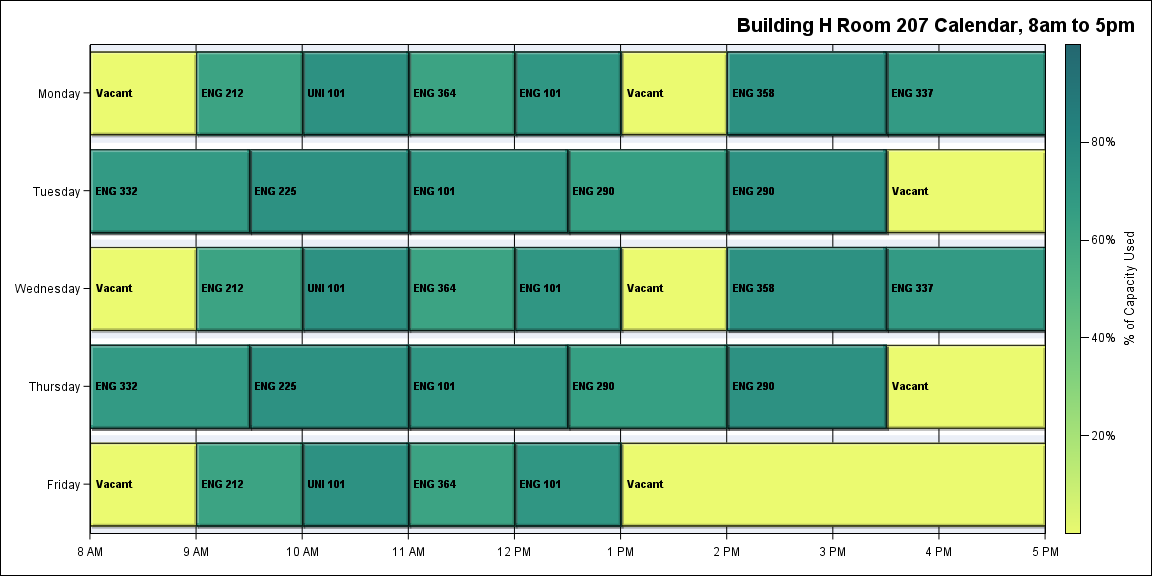 Building H Room 207 Calendar, 8am to 5pm
Monday
Vacant
ENG 212
UNI 101
ENG 364
ENG 101
Vacant
ENG 358
ENG 337
Tuesday
ENG 332
ENG 225
ENG 101
ENG 290
ENG 290
Vacant
Wednesday
Vacant
ENG 212
UNI 101
ENG 364
ENG 101
Vacant
ENG 358
ENG 337
Thursday
ENG 332
ENG 225
ENG 101
ENG 290
ENG 290
Vacant
Friday
Vacant
ENG 212
UNI 101
ENG 364
ENG 101
Vacant
8 AM
9 AM
10 AM
11 AM
12 PM
1 PM
2 PM
3 PM
4 PM
5 PM
80%
60%
40%
20%
% of Capacity Used